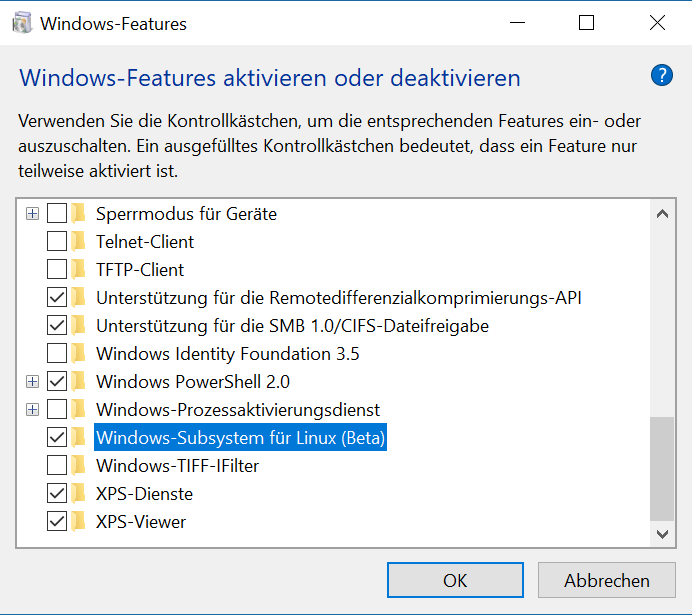 Windows-Features
Windows-Features aktivieren oder deaktivieren
?
Verwenden Sie die Kontrollkästchen, um die entsprechenden Features ein- oder
auszuschalten. Ein ausgefülltes Kontrollkästchen bedeutet, dass ein Feature nur
teilweise aktiviert ist.
Sperrmodus für Geräte
Telnet-Client
TFTP-Client
Unterstützung für die Remotedifferenzialkomprimierungs-API
Unterstützung für die SMB 1.0/CIFS-Dateifreigabe
Windows Identity Foundation 3.5
Windows PowerShell 2.0
Windows-Prozessaktivierungsdienst
Windows-Subsystem für Linux (Beta)
Windows-TIFF-IFilter
XPS-Dienste
XPS-Viewer
OK
Abbrechen